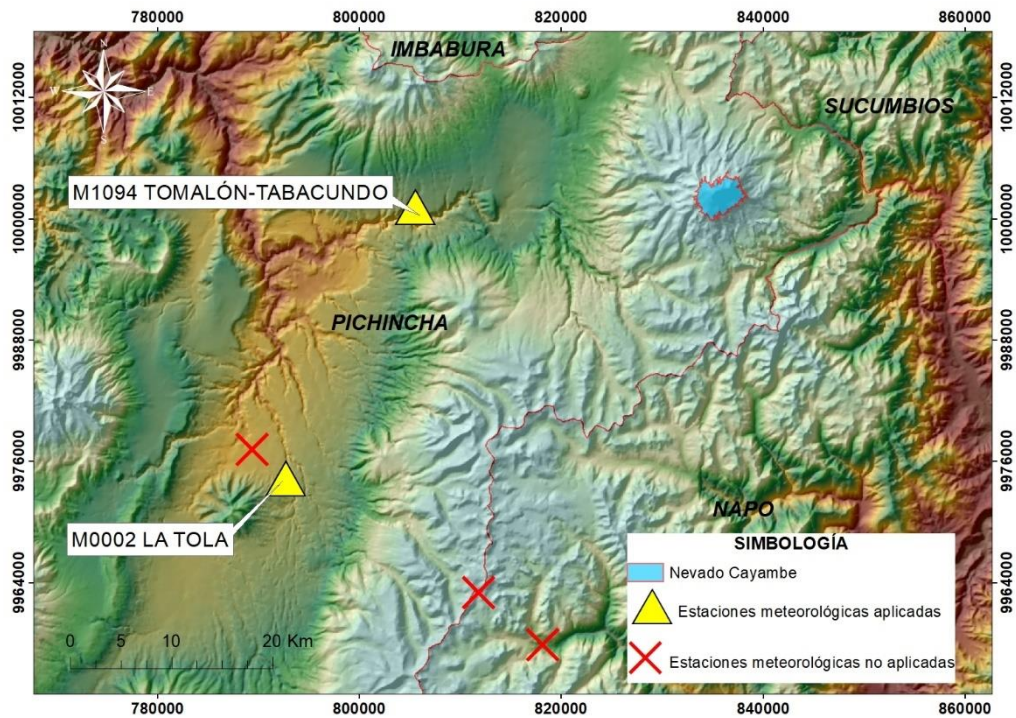 780000 800000 820000 840000 860000
10012000
10012000
1000000
1000000
9988000
9988000
9976000
9976000
9964000
9964000
N
W E
S
IMBABURA
SUCUMBIOS
M1094 TOMALÓN-TABACUNDO
PICHINCHA
M0002 LA TOLA
NAPO
SIMBOLOGÍA
Nevado Cayambe
Estaciones meteorológicas aplicadas
Estaciones meteorológicas no aplicadas
0 5 10 20 Km
780000 800000 820000 840000 860000